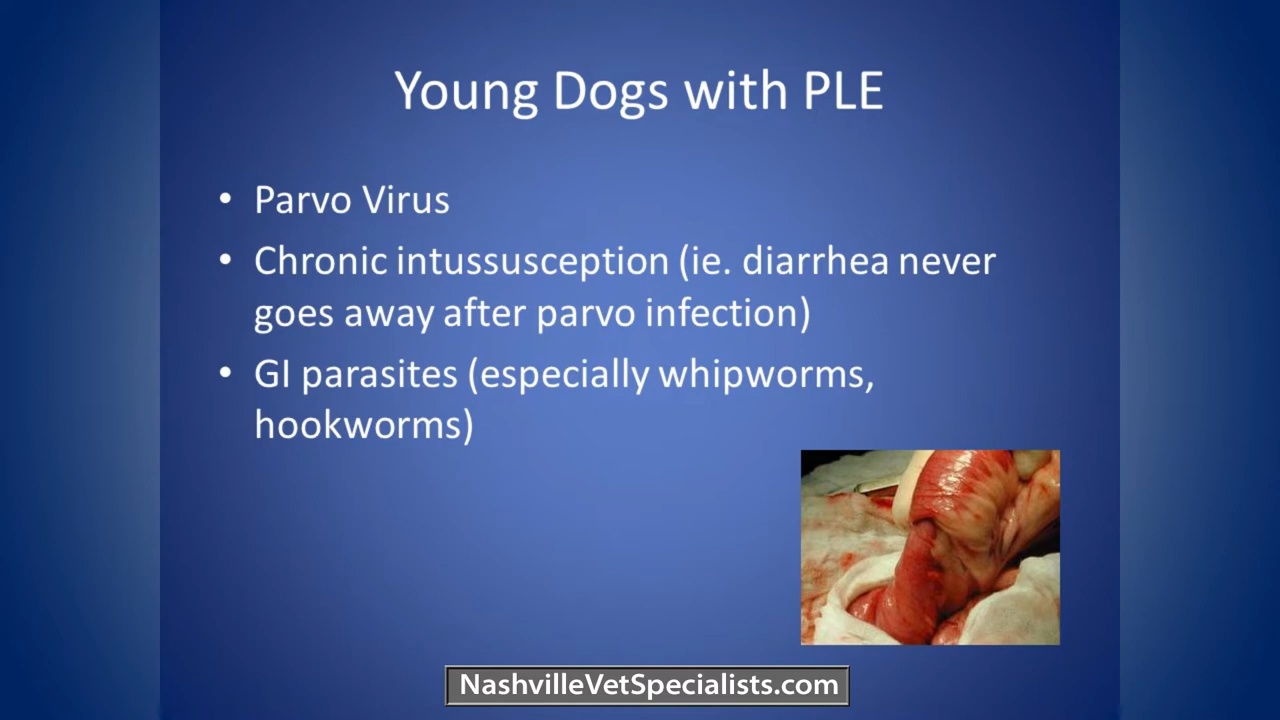 Young Dogs with PLE
• Parvo Virus
• Chronic intussusception (ie. diarrhea never
goes away after parvo infection)
• GI parasites (especially whipworms,
hookworms)
NashvilleVetSpecialists.com